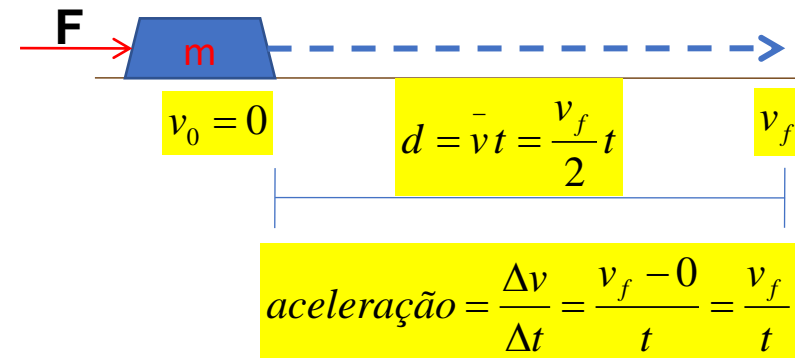 F
m
v₀ = 0
d = v̄ t = v_f/2 t
v_f
aceleração = Δv/Δt = (v_f − 0)/t = v_f/t